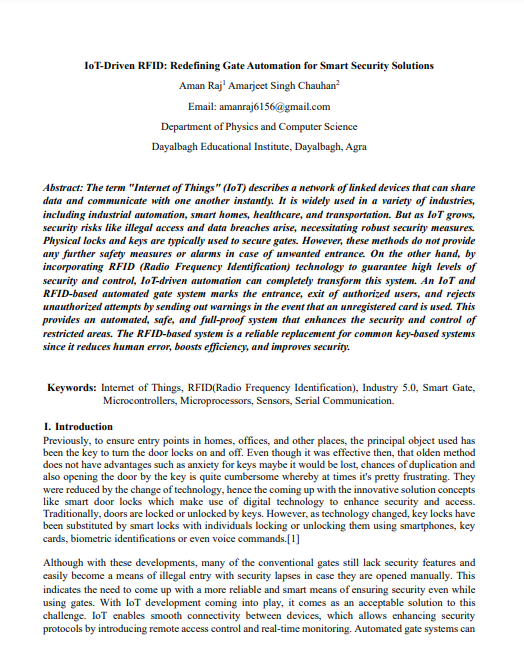 IoT-Driven RFID: Redefining Gate Automation for Smart Security Solutions
Aman Raj¹ Amarjeet Singh Chauhan²
Email: amanraj6156@gmail.com
Department of Physics and Computer Science
Dayalbagh Educational Institute, Dayalbagh, Agra
Abstract: The term "Internet of Things" (IoT) describes a network of linked devices that can share
data and communicate with one another instantly. It is widely used in a variety of industries,
including industrial automation, smart homes, healthcare, and transportation. But as IoT grows,
security risks like illegal access and data breaches arise, necessitating robust security measures.
Physical locks and keys are typically used to secure gates. However, these methods do not provide
any further safety measures or alarms in case of unwanted entrance. On the other hand, by
incorporating RFID (Radio Frequency Identification) technology to guarantee high levels of
security and control, IoT-driven automation can completely transform this system. An IoT and
RFID-based automated gate system marks the entrance, exit of authorized users, and rejects
unauthorized attempts by sending out warnings in the event that an unregistered card is used. This
provides an automated, safe, and full-proof system that enhances the security and control of
restricted areas. The RFID-based system is a reliable replacement for common key-based systems
since it reduces human error, boosts efficiency, and improves security.
Keywords: Internet of Things, RFID(Radio Frequency Identification), Industry 5.0, Smart Gate,
Microcontrollers, Microprocessors, Sensors, Serial Communication.
I. Introduction
Previously, to ensure entry points in homes, offices, and other places, the principal object used has
been the key to turn the door locks on and off. Even though it was effective then, that olden method
does not have advantages such as anxiety for keys maybe it would be lost, chances of duplication and
also opening the door by the key is quite cumbersome whereby at times it's pretty frustrating. They
were reduced by the change of technology, hence the coming up with the innovative solution concepts
like smart door locks which make use of digital technology to enhance security and access.
Traditionally, doors are locked or unlocked by keys. However, as technology changed, key locks have
been substituted by smart locks with individuals locking or unlocking them using smartphones, key
cards, biometric identifications or even voice commands.[1]
Although with these developments, many of the conventional gates still lack security features and
easily become a means of illegal entry with security lapses in case they are opened manually. This
indicates the need to come up with a more reliable and smart means of ensuring security even while
using gates. With IoT development coming into play, it comes as an acceptable solution to this
challenge. IoT enables smooth connectivity between devices, which allows enhancing security
protocols by introducing remote access control and real-time monitoring. Automated gate systems can